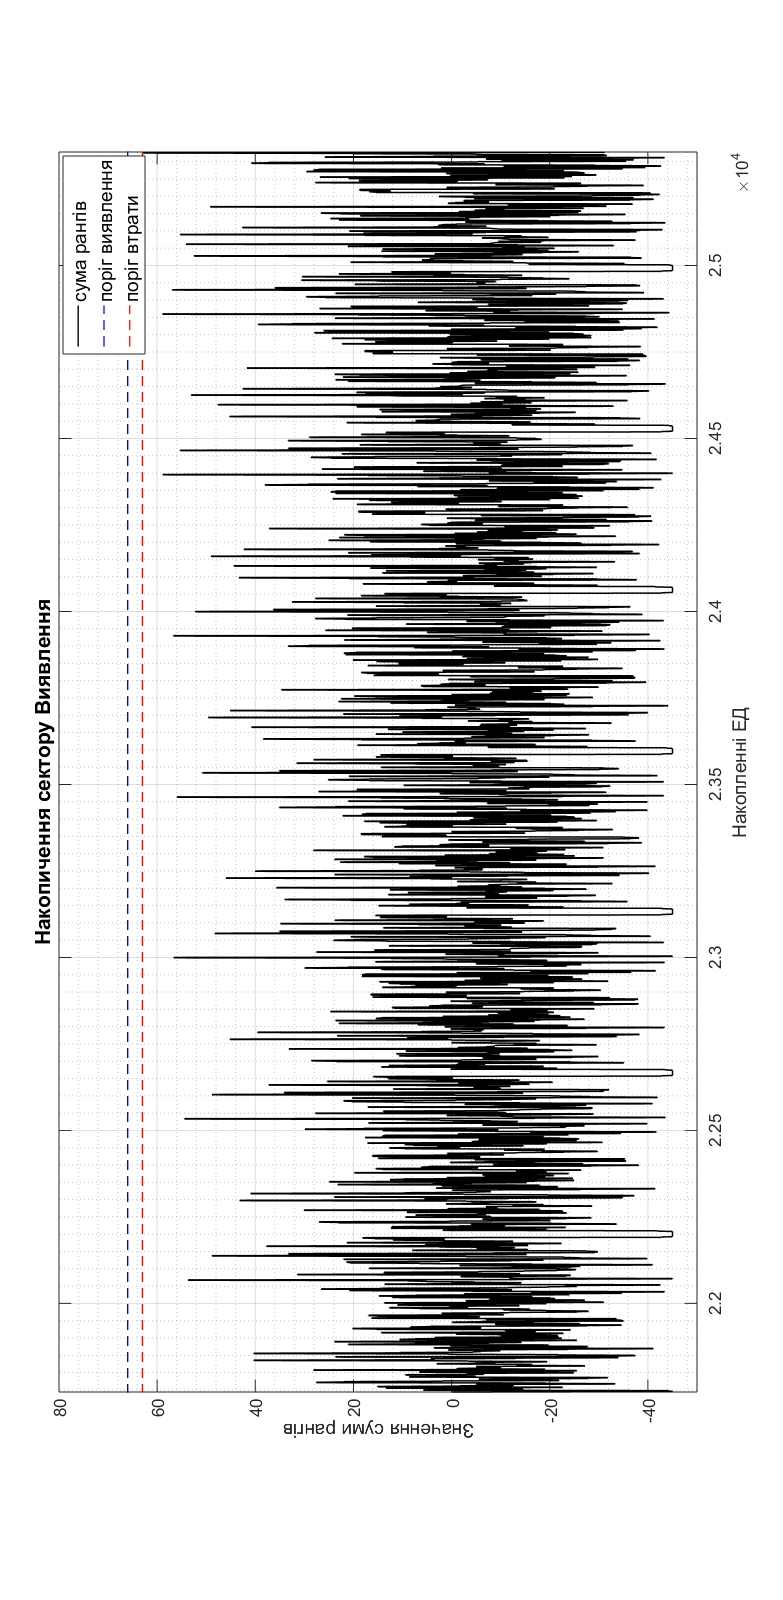 Накопичення сектору Виявлення
сума рангів
поріг виявлення
поріг втрати
Значення суми рангів
80
60
40
20
0
-20
-40
2.2
2.25
2.3
2.35
2.4
2.45
2.5
×10⁴
Накопленні ЕД